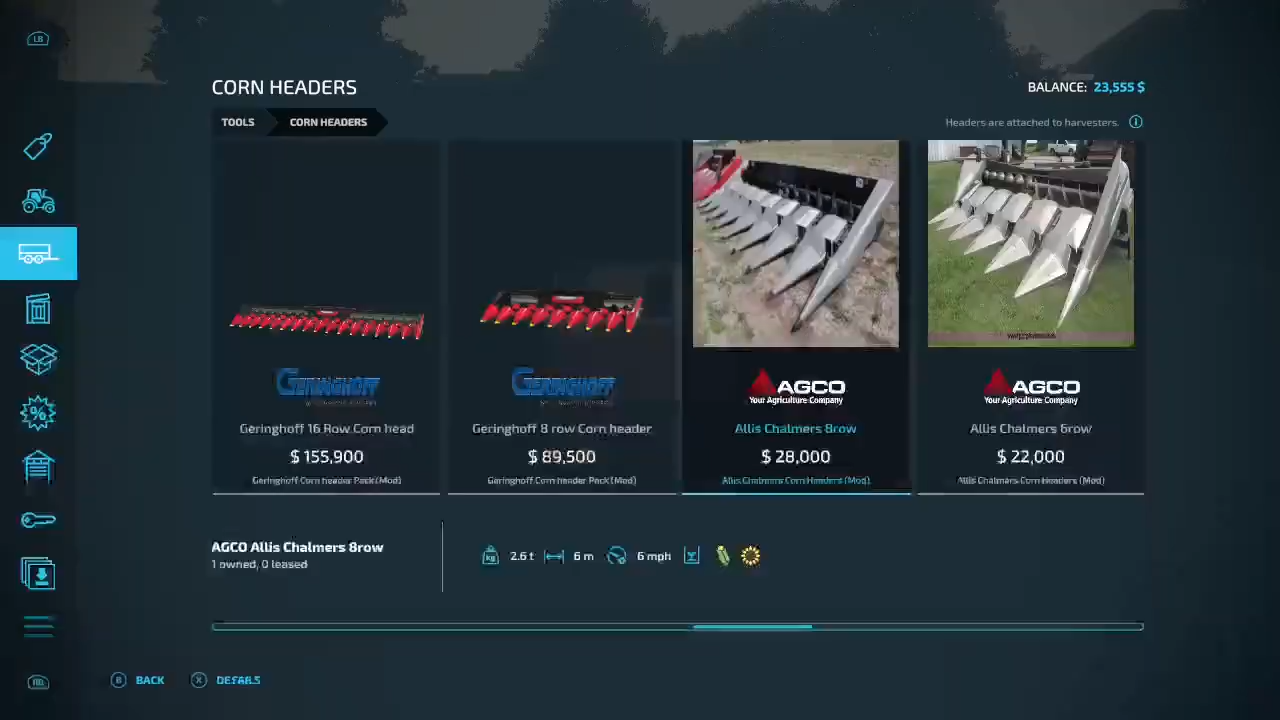 LB
CORN HEADERS
BALANCE: 23,555 $
TOOLS
CORN HEADERS
Headers are attached to harvesters.
GERINGHOFF
Geringhoff 16 Row Corn head
$ 155,900
Geringhoff Corn header Pack (Mod)
GERINGHOFF
Geringhoff 8 row Corn header
$ 89,500
Geringhoff Corn header Pack (Mod)
AGCO
Your Agriculture Company
Allis Chalmers 8row
$ 28,000
Allis Chalmers Corn Headers (Mod)
AGCO
Your Agriculture Company
Allis Chalmers 6row
$ 22,000
Allis Chalmers Corn Headers (Mod)
AGCO Allis Chalmers 8row
1 owned, 0 leased
kg 2.6 t
6 m
6 mph
B BACK
X DETAILS